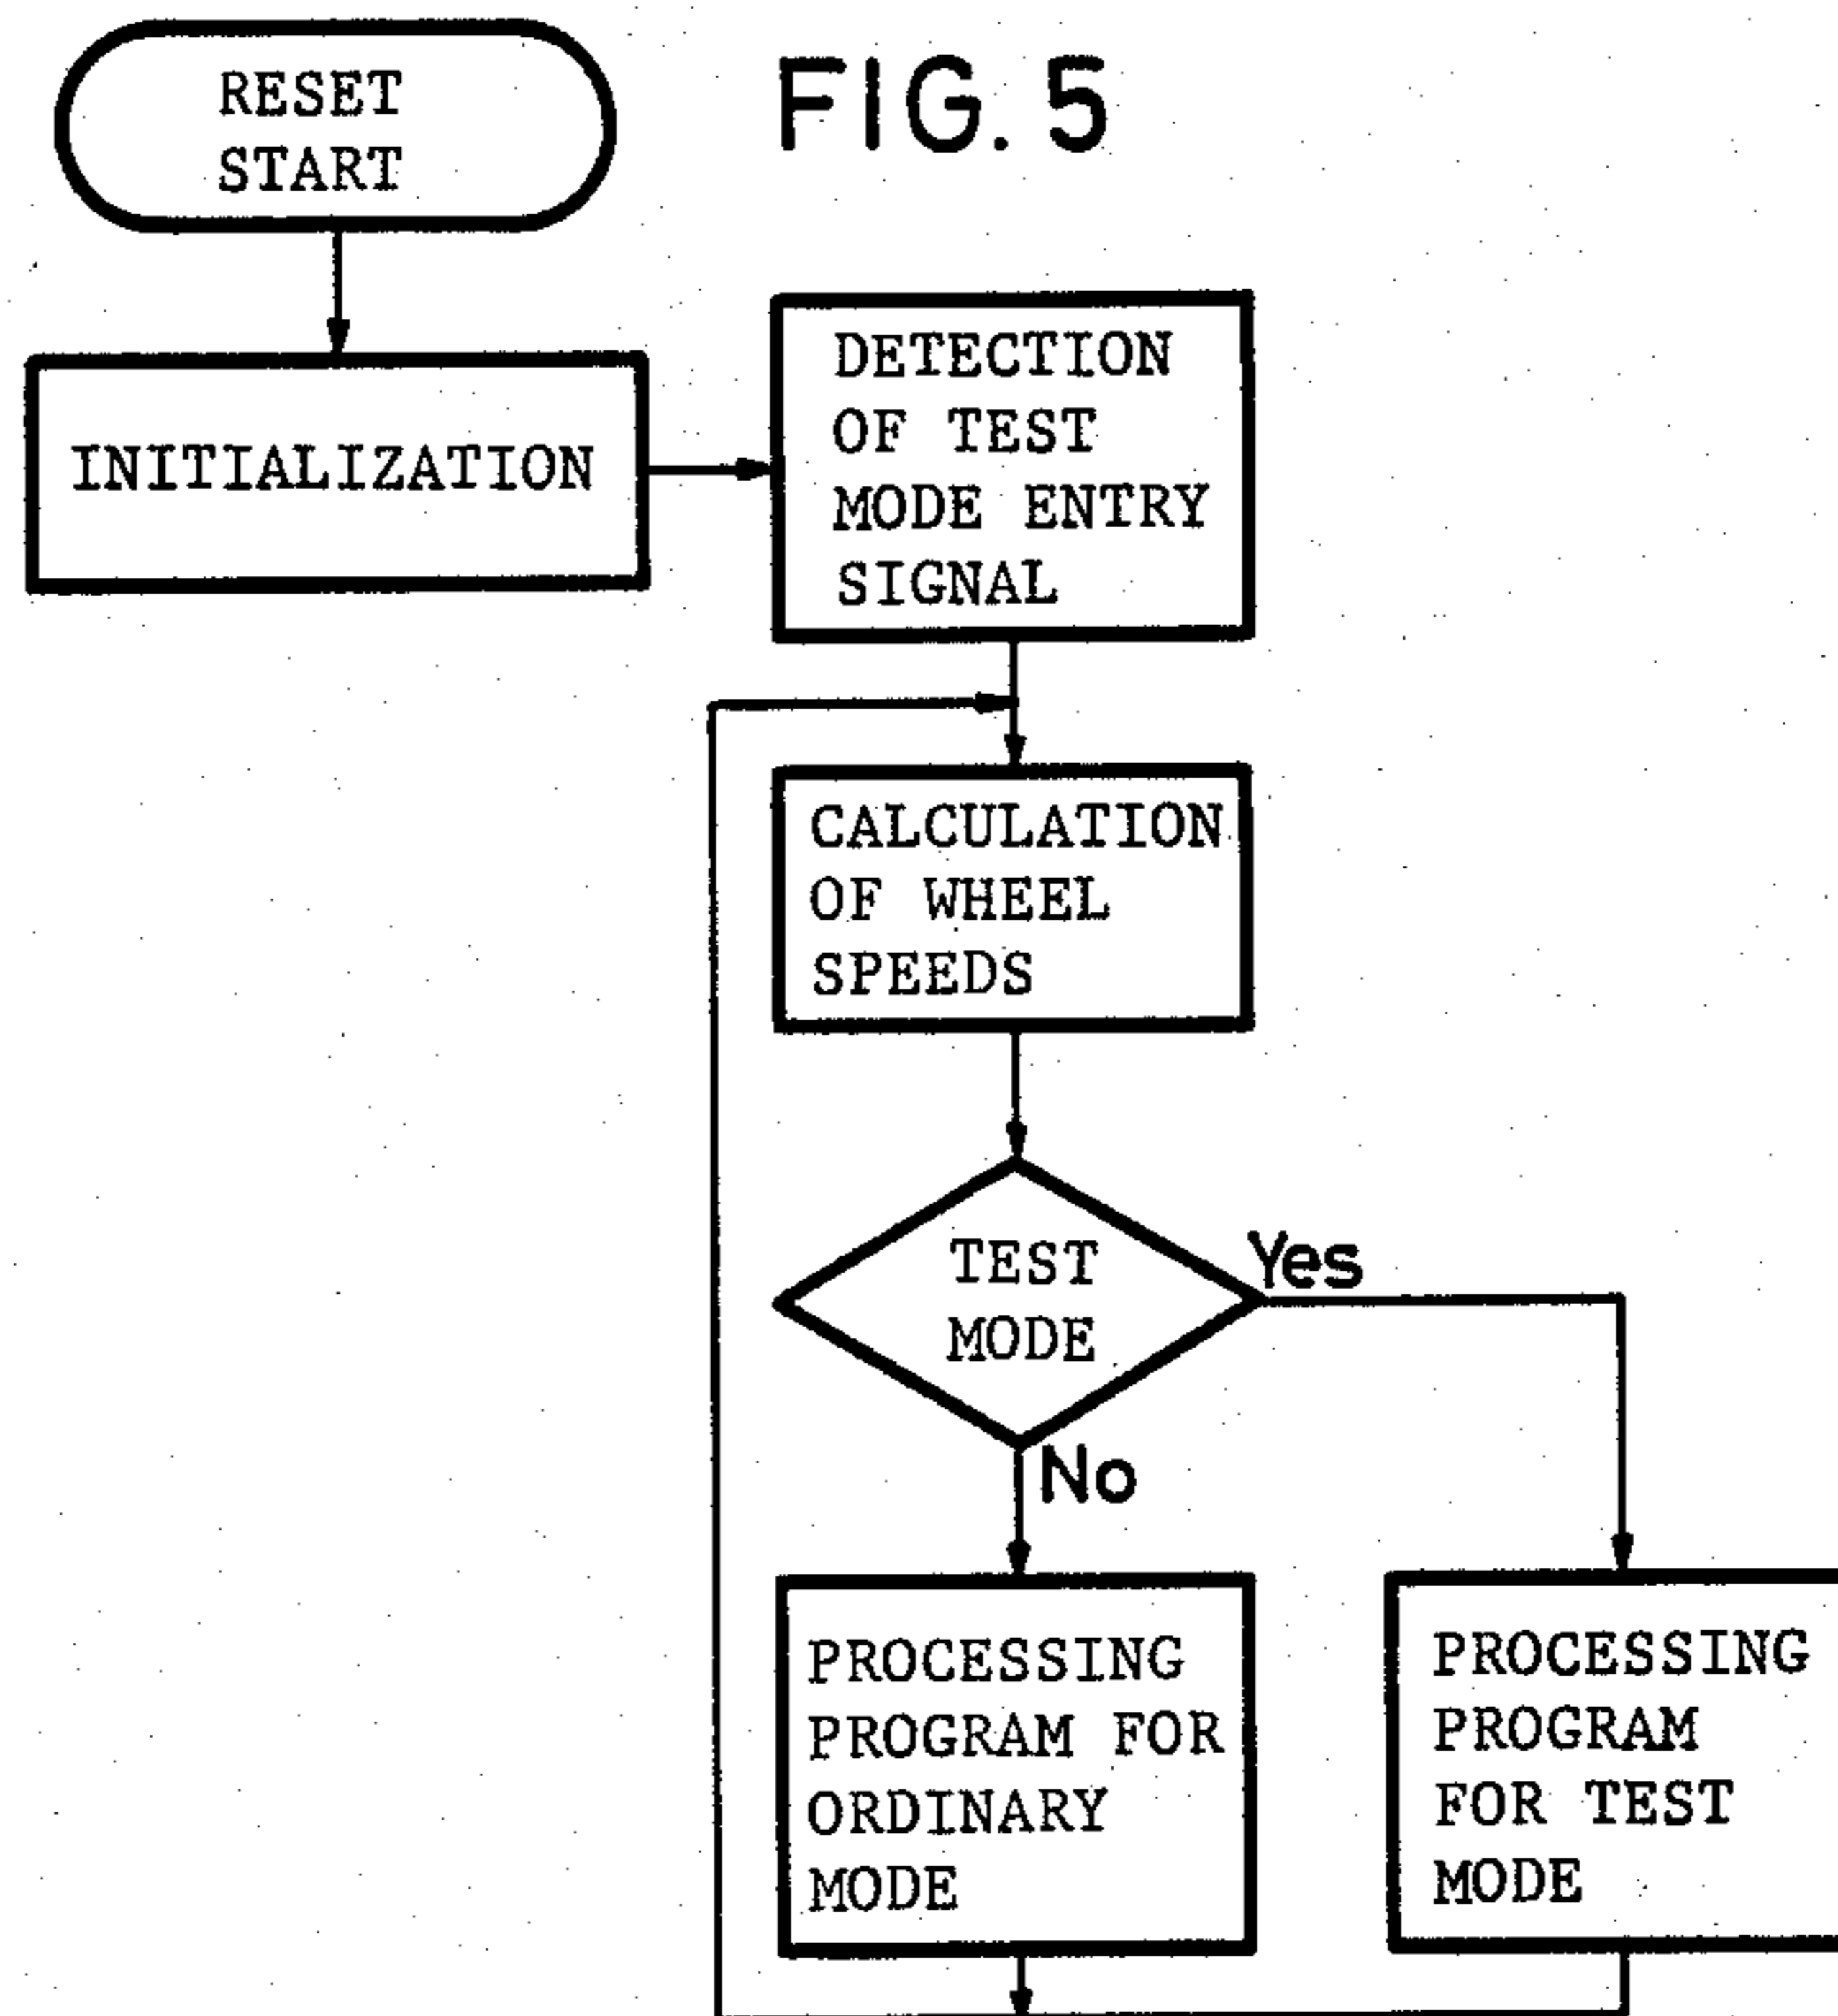 RESET
START
FIG. 5
INITIALIZATION
DETECTION
OF TEST
MODE ENTRY
SIGNAL
CALCULATION
OF WHEEL
SPEEDS
TEST
MODE
Yes
No
PROCESSING
PROGRAM FOR
ORDINARY
MODE
PROCESSING
PROGRAM
FOR TEST
MODE